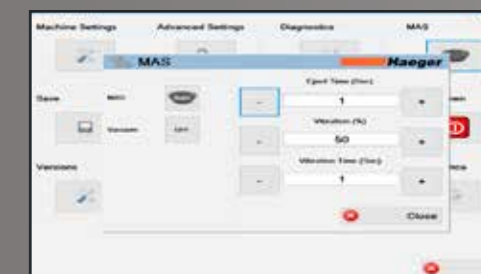 Machine Settings Advanced Settings Diagnostics MAS
MAS Haeger
Eject Time (Sec)
- 1 +
Save MAS
Vibration (%)
Vacuum OFF - 50 +
Vibration Time (Sec)
Versions
- 1 +
Close